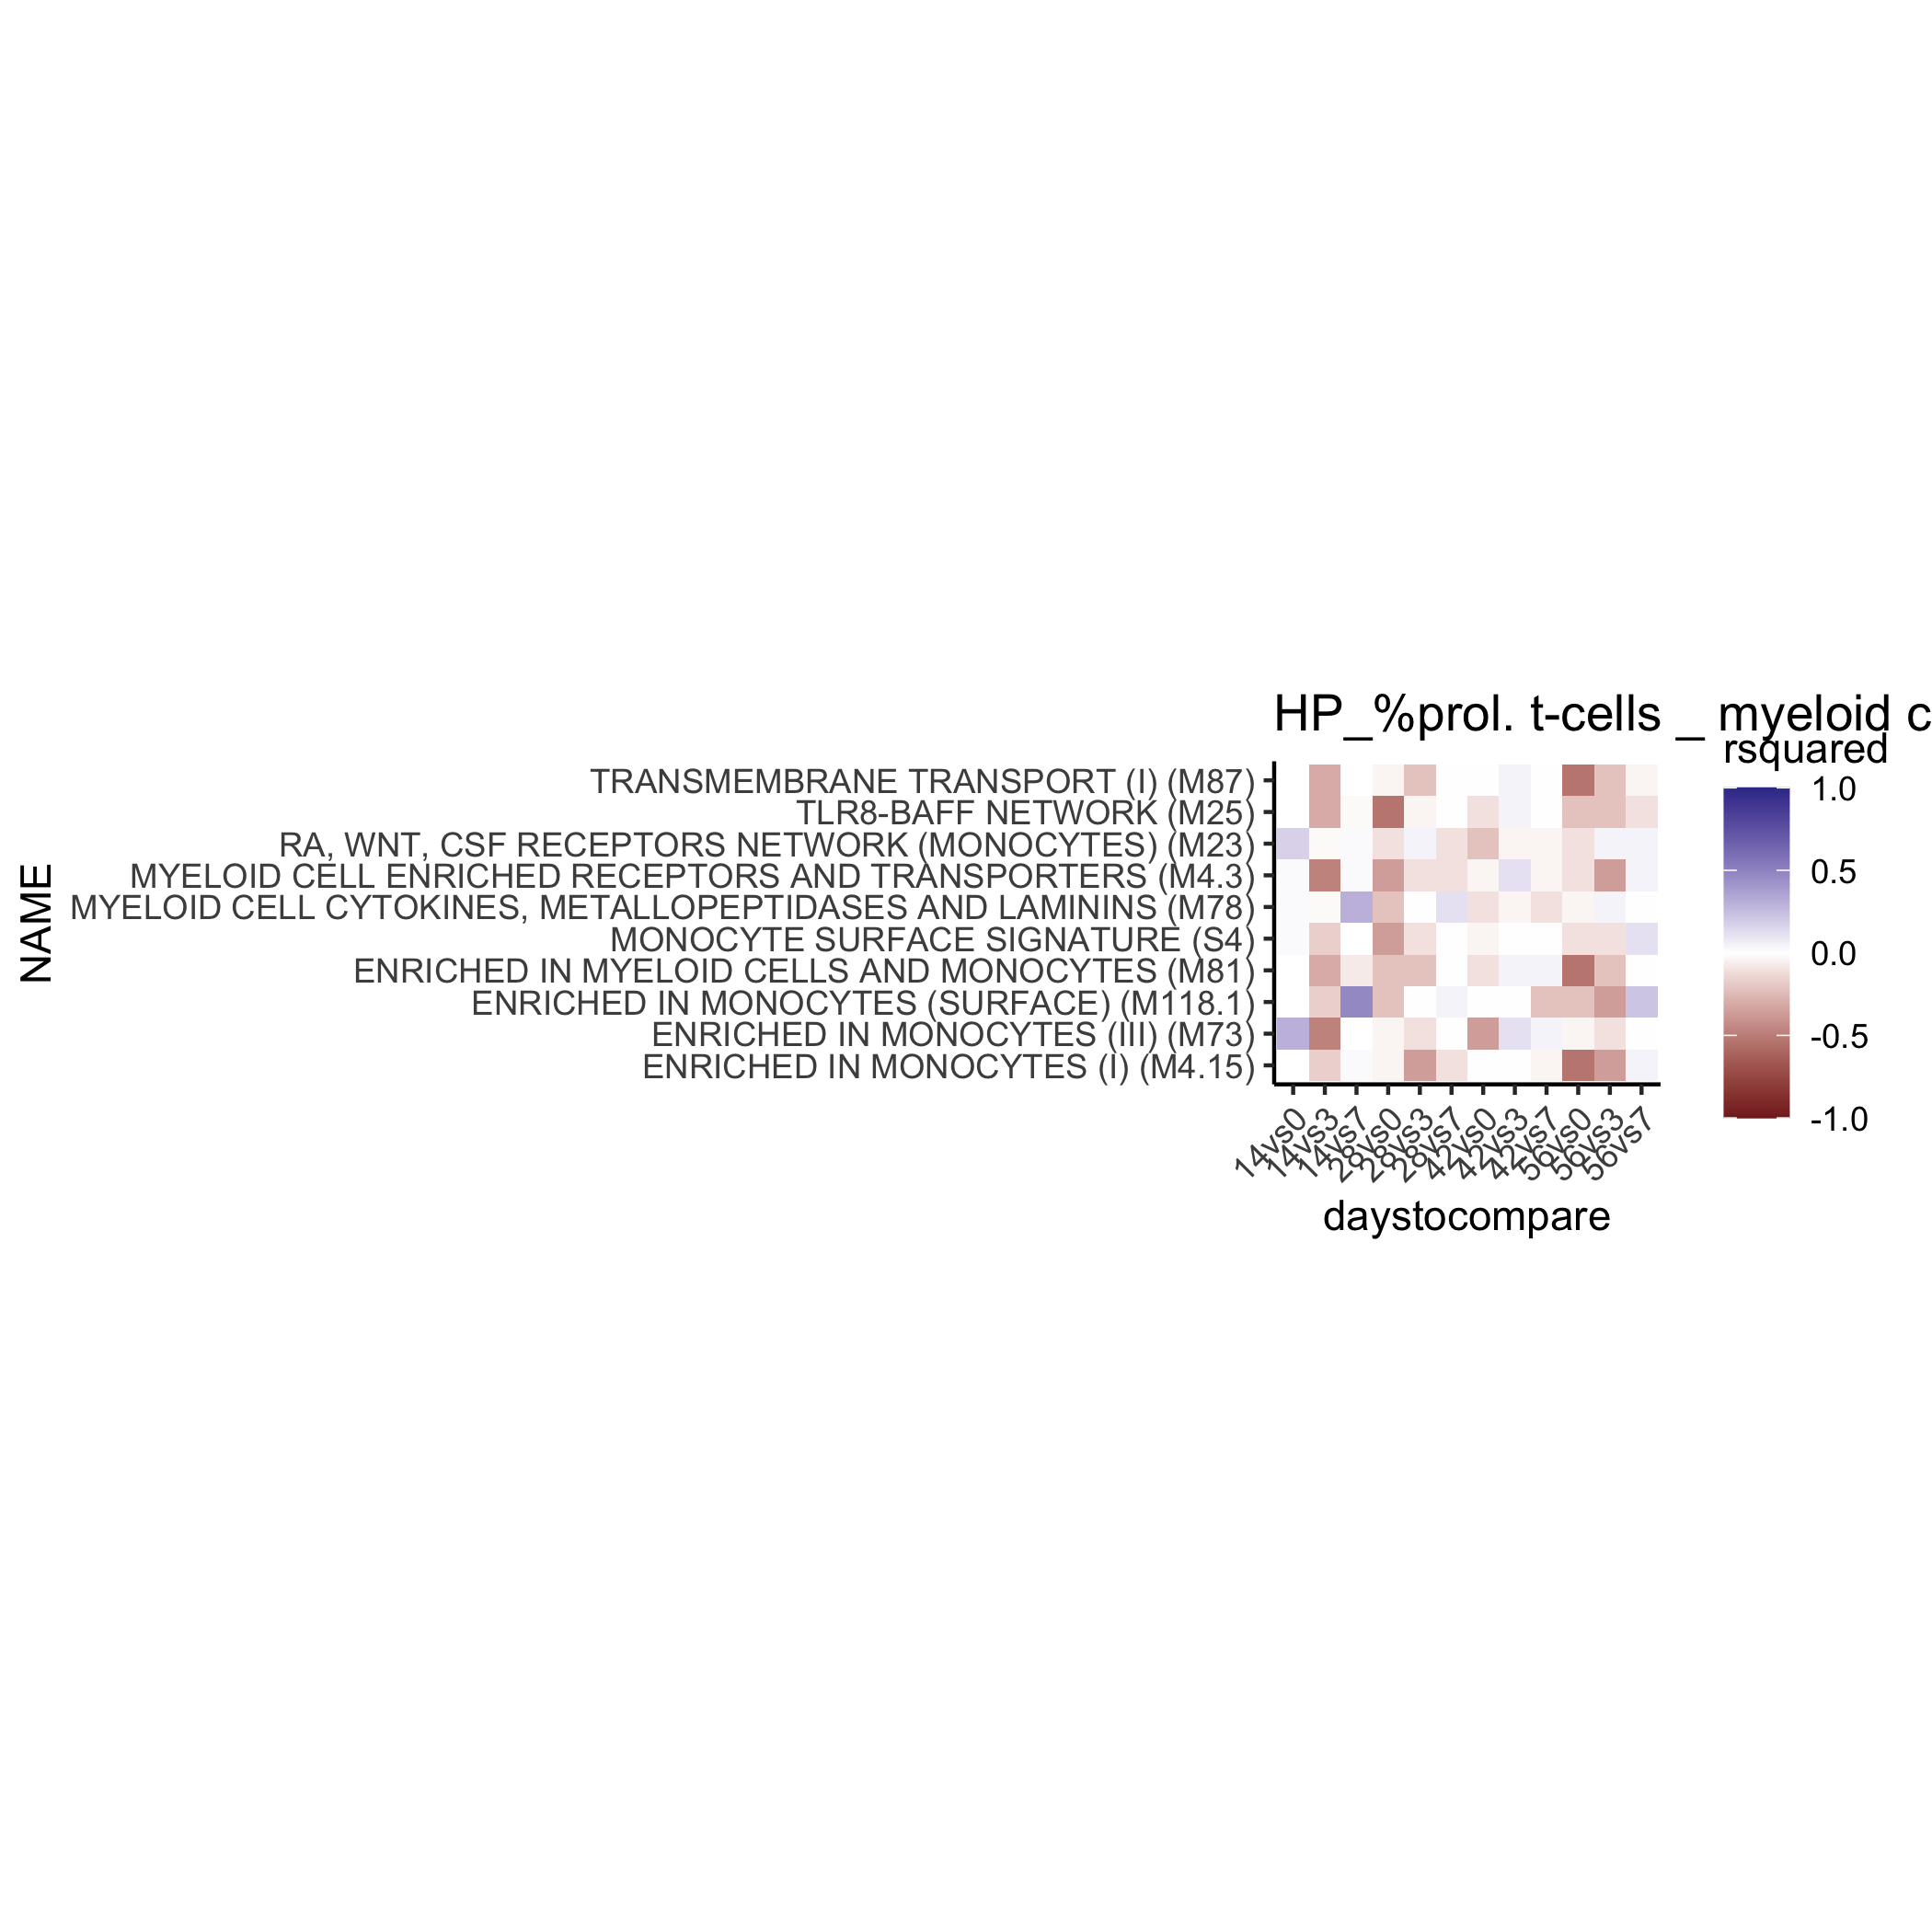 HP_%prol. t-cells _ myeloid c
rsquared
1.0
0.5
0.0
-0.5
-1.0
NAME
TRANSMEMBRANE TRANSPORT (I) (M87)
TLR8-BAFF NETWORK (M25)
RA, WNT, CSF RECEPTORS NETWORK (MONOCYTES) (M23)
MYELOID CELL ENRICHED RECEPTORS AND TRANSPORTERS (M4.3)
MYELOID CELL CYTOKINES, METALLOPEPTIDASES AND LAMININS (M78)
MONOCYTE SURFACE SIGNATURE (S4)
ENRICHED IN MYELOID CELLS AND MONOCYTES (M81)
ENRICHED IN MONOCYTES (SURFACE) (M118.1)
ENRICHED IN MONOCYTES (III) (M73)
ENRICHED IN MONOCYTES (I) (M4.15)
14vs0
14vs3
14vs7
28vs0
28vs3
28vs7
42vs0
42vs3
42vs7
56vs0
56vs3
56vs7
daystocompare